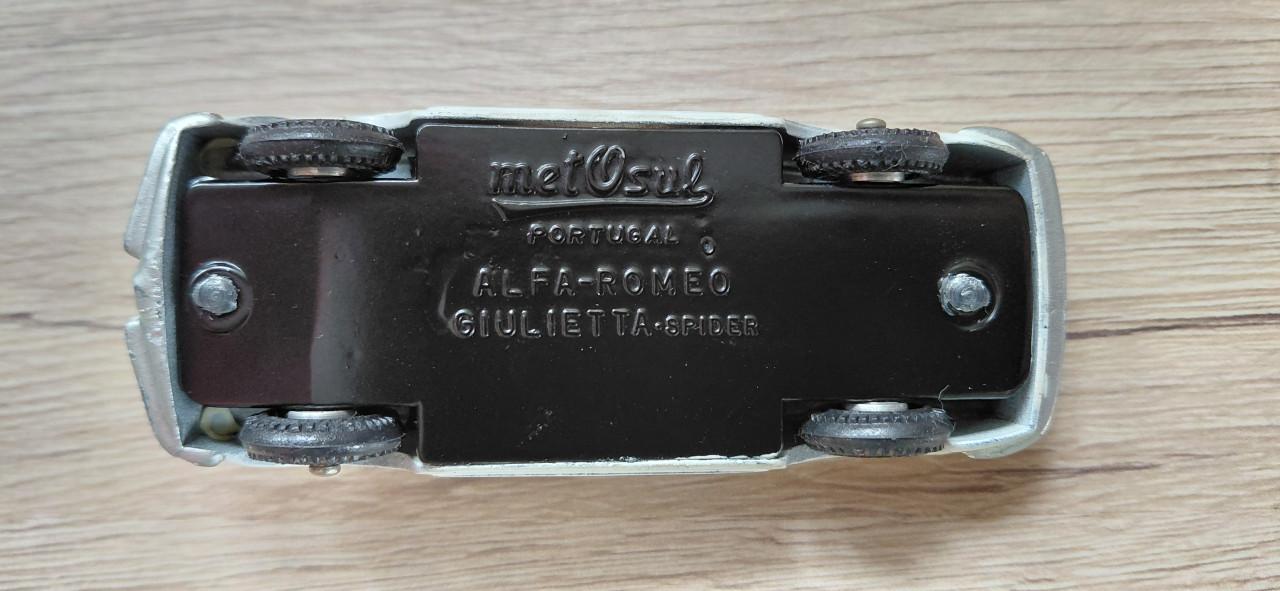 metOsul
PORTUGAL
ALFA-ROMEO
GIULIETTA·SPIDER